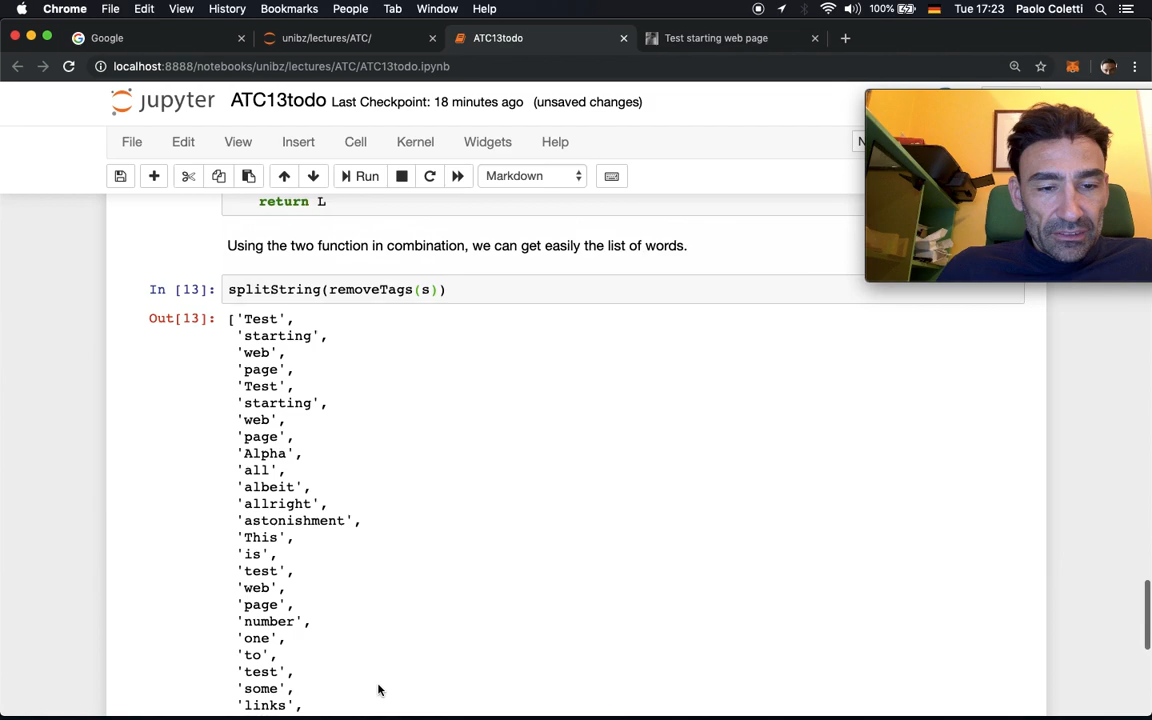 Chrome File Edit View History Bookmarks People Tab Window Help 100% Tue 17:23 Paolo Coletti
Google unibz/lectures/ATC/ ATC13todo Test starting web page
localhost:8888/notebooks/unibz/lectures/ATC/ATC13todo.ipynb
jupyter ATC13todo Last Checkpoint: 18 minutes ago (unsaved changes)
File Edit View Insert Cell Kernel Widgets Help
Run Markdown
return L
Using the two function in combination, we can get easily the list of words.
In [13]: splitString(removeTags(s))
Out[13]: ['Test',
'starting',
'web',
'page',
'Test',
'starting',
'web',
'page',
'Alpha',
'all',
'albeit',
'allright',
'astonishment',
'This',
'is',
'test',
'web',
'page',
'number',
'one',
'to',
'test',
'some',
'links',